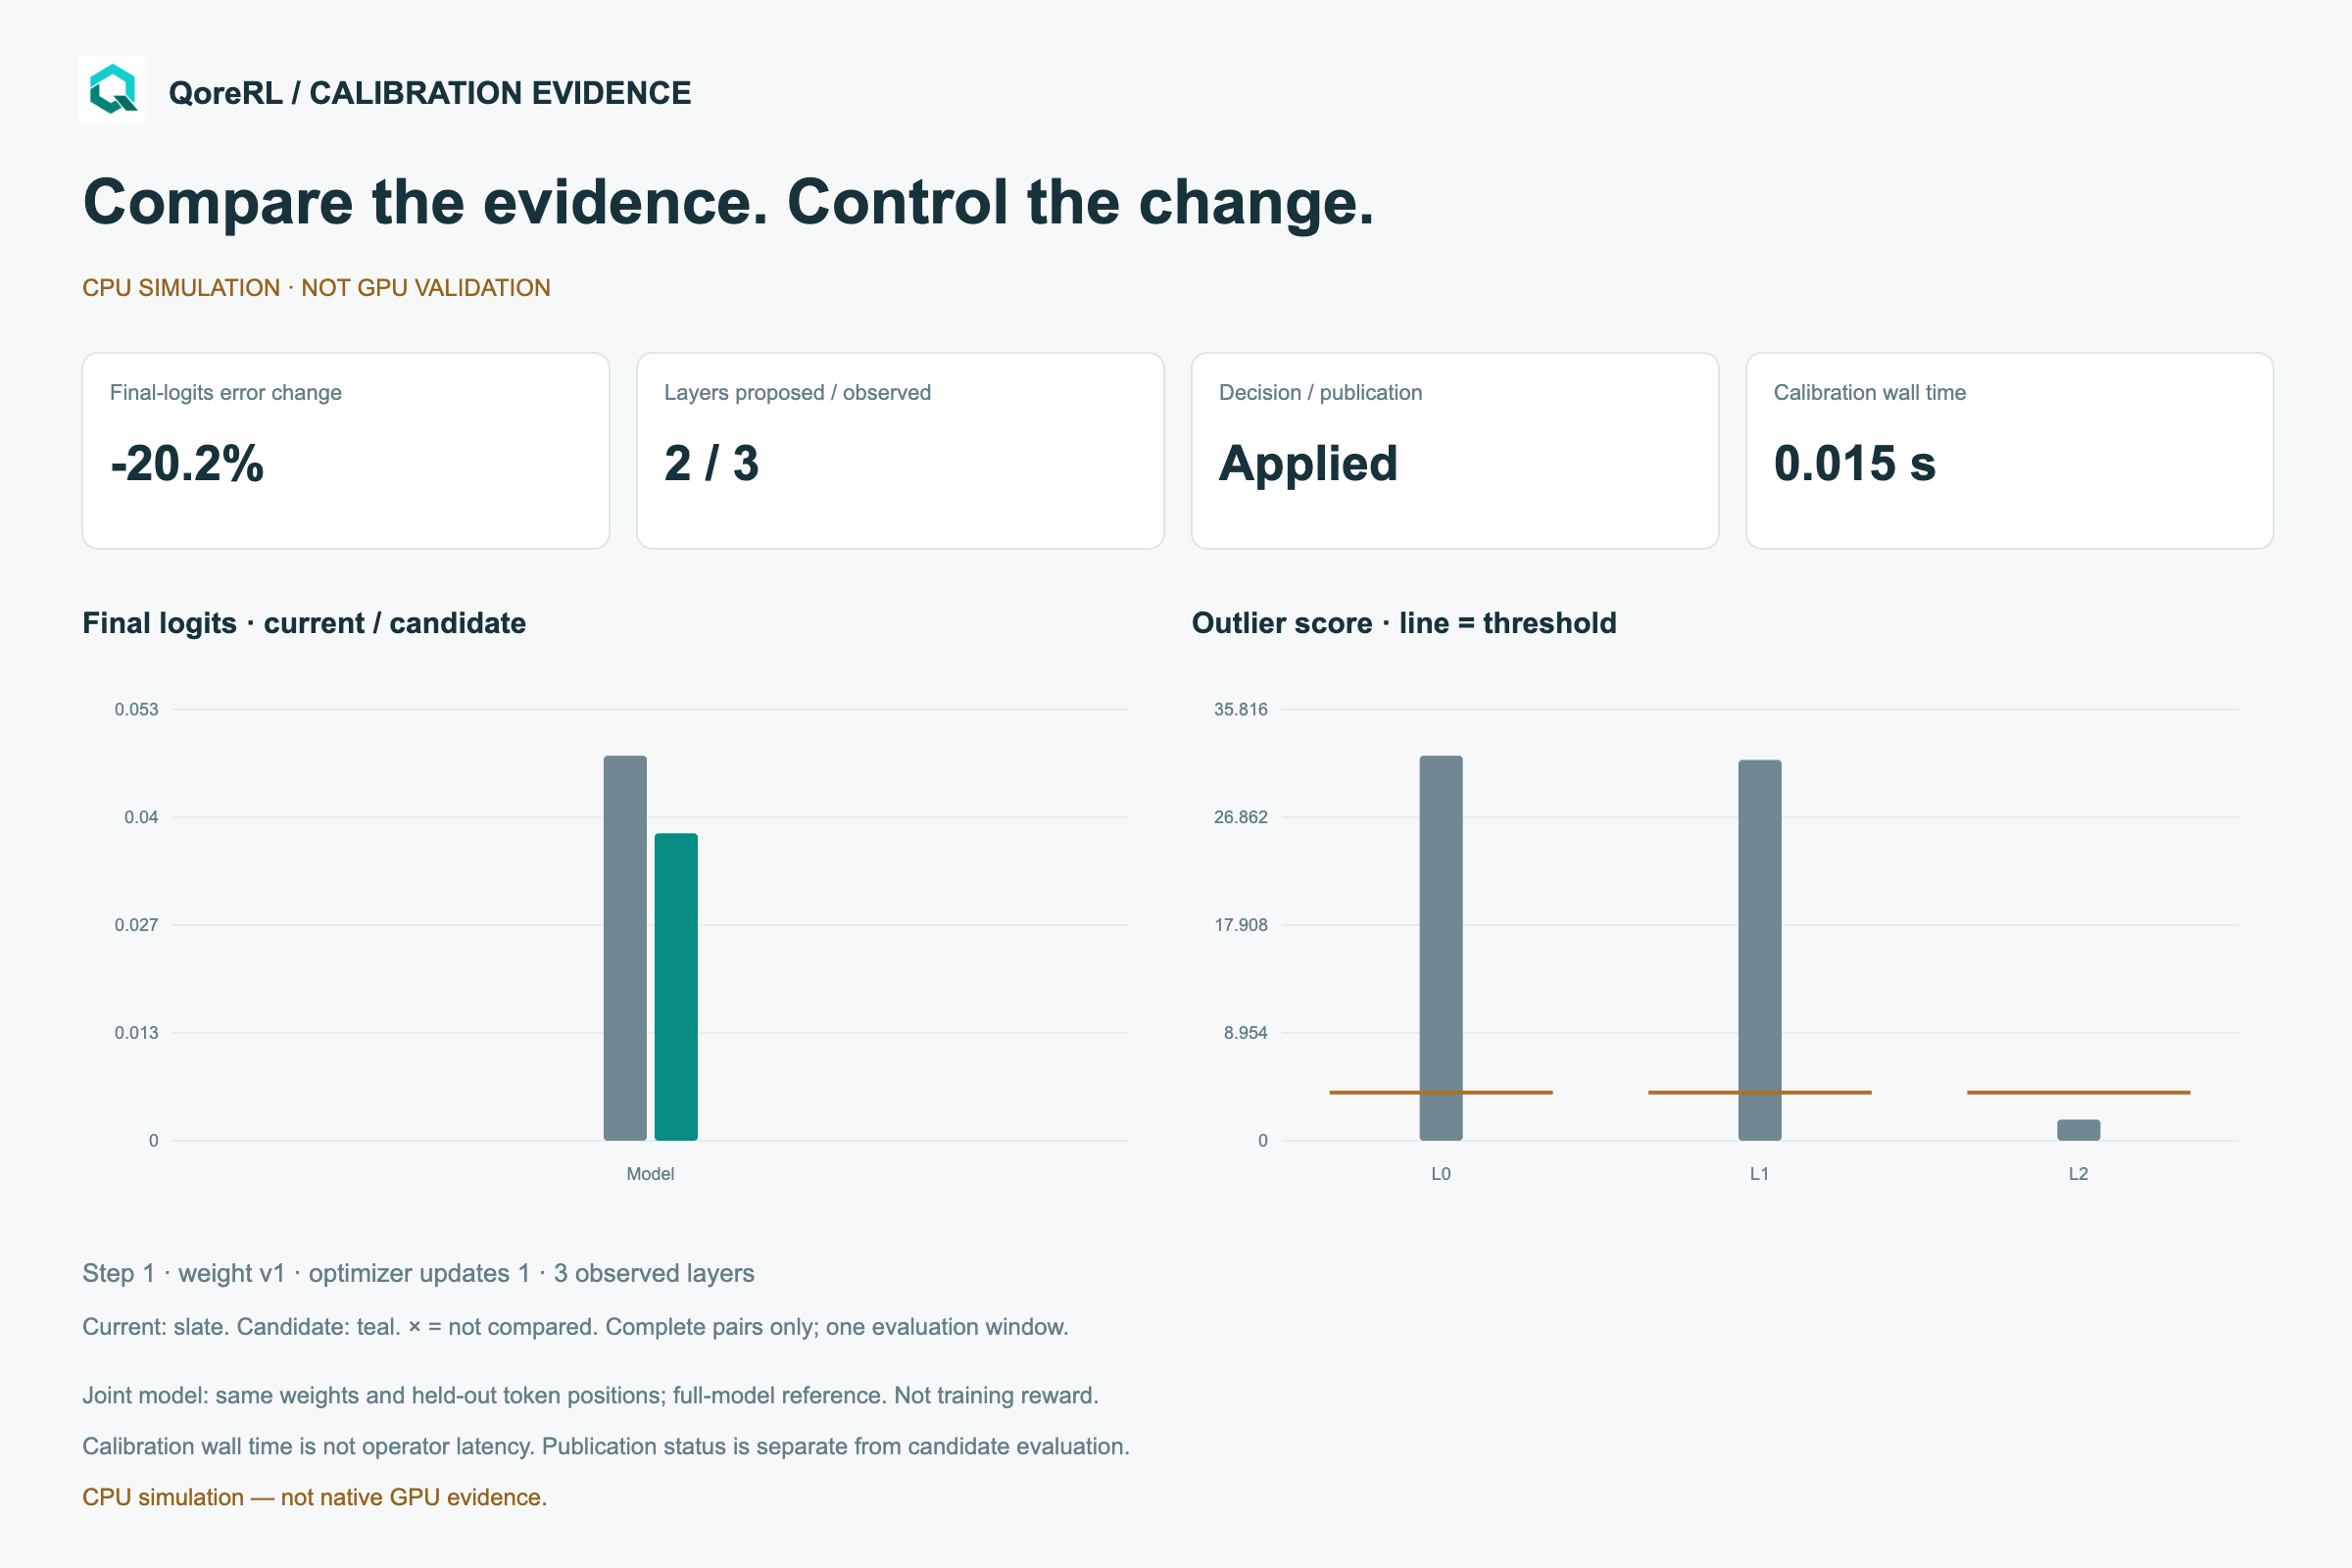 QoreRL / CALIBRATION EVIDENCE
Compare the evidence. Control the change.
CPU SIMULATION · NOT GPU VALIDATION
Final-logits error change
-20.2%
Layers proposed / observed
2 / 3
Decision / publication
Applied
Calibration wall time
0.015 s
Final logits · current / candidate
0.053
0.04
0.027
0.013
0
Model
Outlier score · line = threshold
35.816
26.862
17.908
8.954
0
L0 L1 L2
Step 1 · weight v1 · optimizer updates 1 · 3 observed layers
Current: slate. Candidate: teal. × = not compared. Complete pairs only; one evaluation window.
Joint model: same weights and held-out token positions; full-model reference. Not training reward.
Calibration wall time is not operator latency. Publication status is separate from candidate evaluation.
CPU simulation — not native GPU evidence.